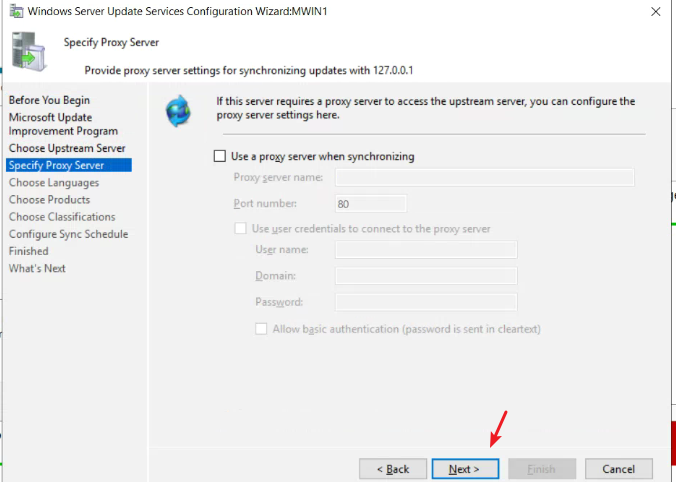 Windows Server Update Services Configuration Wizard:MWIN1
Specify Proxy Server
Provide proxy server settings for synchronizing updates with 127.0.0.1
Before You Begin
Microsoft Update
Improvement Program
Choose Upstream Server
Specify Proxy Server
Choose Languages
Choose Products
Choose Classifications
Configure Sync Schedule
Finished
What's Next
If this server requires a proxy server to access the upstream server, you can configure the
proxy server settings here.
Use a proxy server when synchronizing
Proxy server name:
Port number: 80
Use user credentials to connect to the proxy server
User name:
Domain:
Password:
Allow basic authentication (password is sent in cleartext)
< Back Next > Finish Cancel